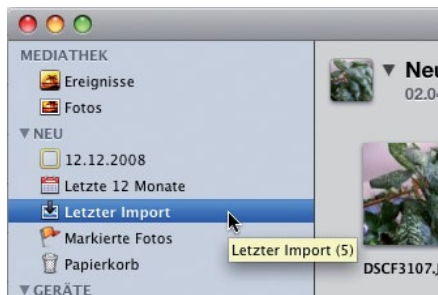 MEDIATHEK
Ereignisse
Fotos
NEU
12.12.2008
Letzte 12 Monate
Letzter Import
Markierte Fotos
Letzter Import (5)
Papierkorb
GERÄTE
Neu
02.04
DSCF3107.J